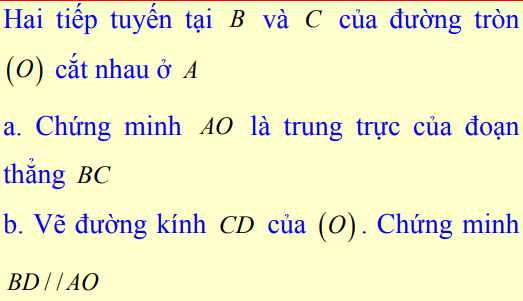 Hai tiếp tuyến tại B và C của đường tròn
(O) cắt nhau ở A
a. Chứng minh AO là trung trực của đoạn
thẳng BC
b. Vẽ đường kính CD của (O). Chứng minh
BD//AO